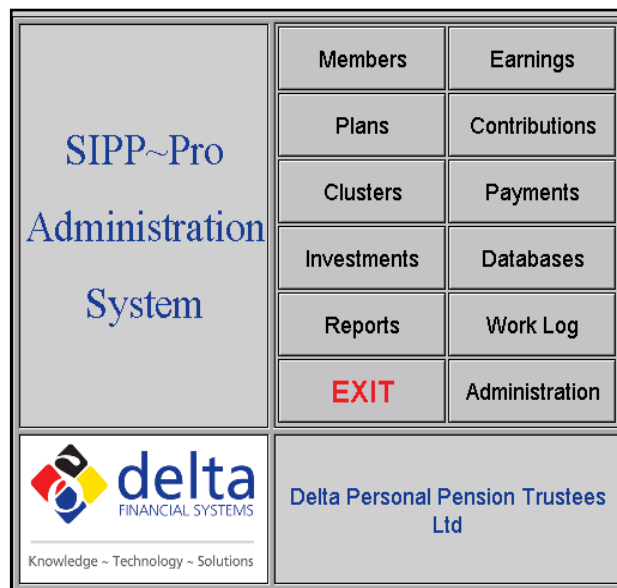 SIPP~Pro
Administration
System
Members
Earnings
Plans
Contributions
Clusters
Payments
Investments
Databases
Reports
Work Log
EXIT
Administration
delta
FINANCIAL SYSTEMS
Knowledge ~ Technology ~ Solutions
Delta Personal Pension Trustees
Ltd